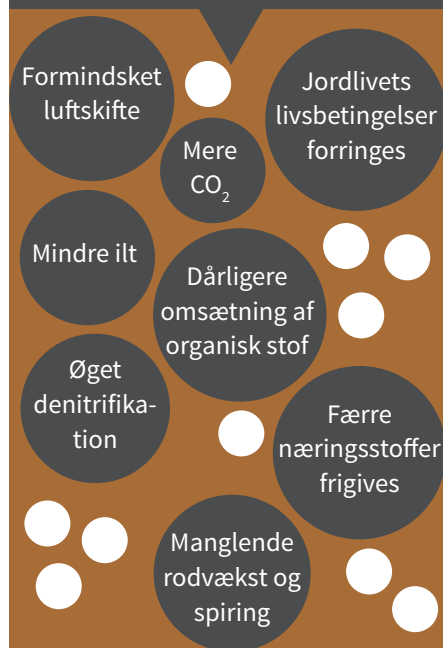 Formindsket
luftskifte
Jordlivets
livsbetingelser
forringes
Mere
CO₂
Mindre ilt
Dårligere
omsætning af
organisk stof
Øget
denitrifika-
tion
Færre
næringsstoffer
frigives
Manglende
rodvækst og
spiring